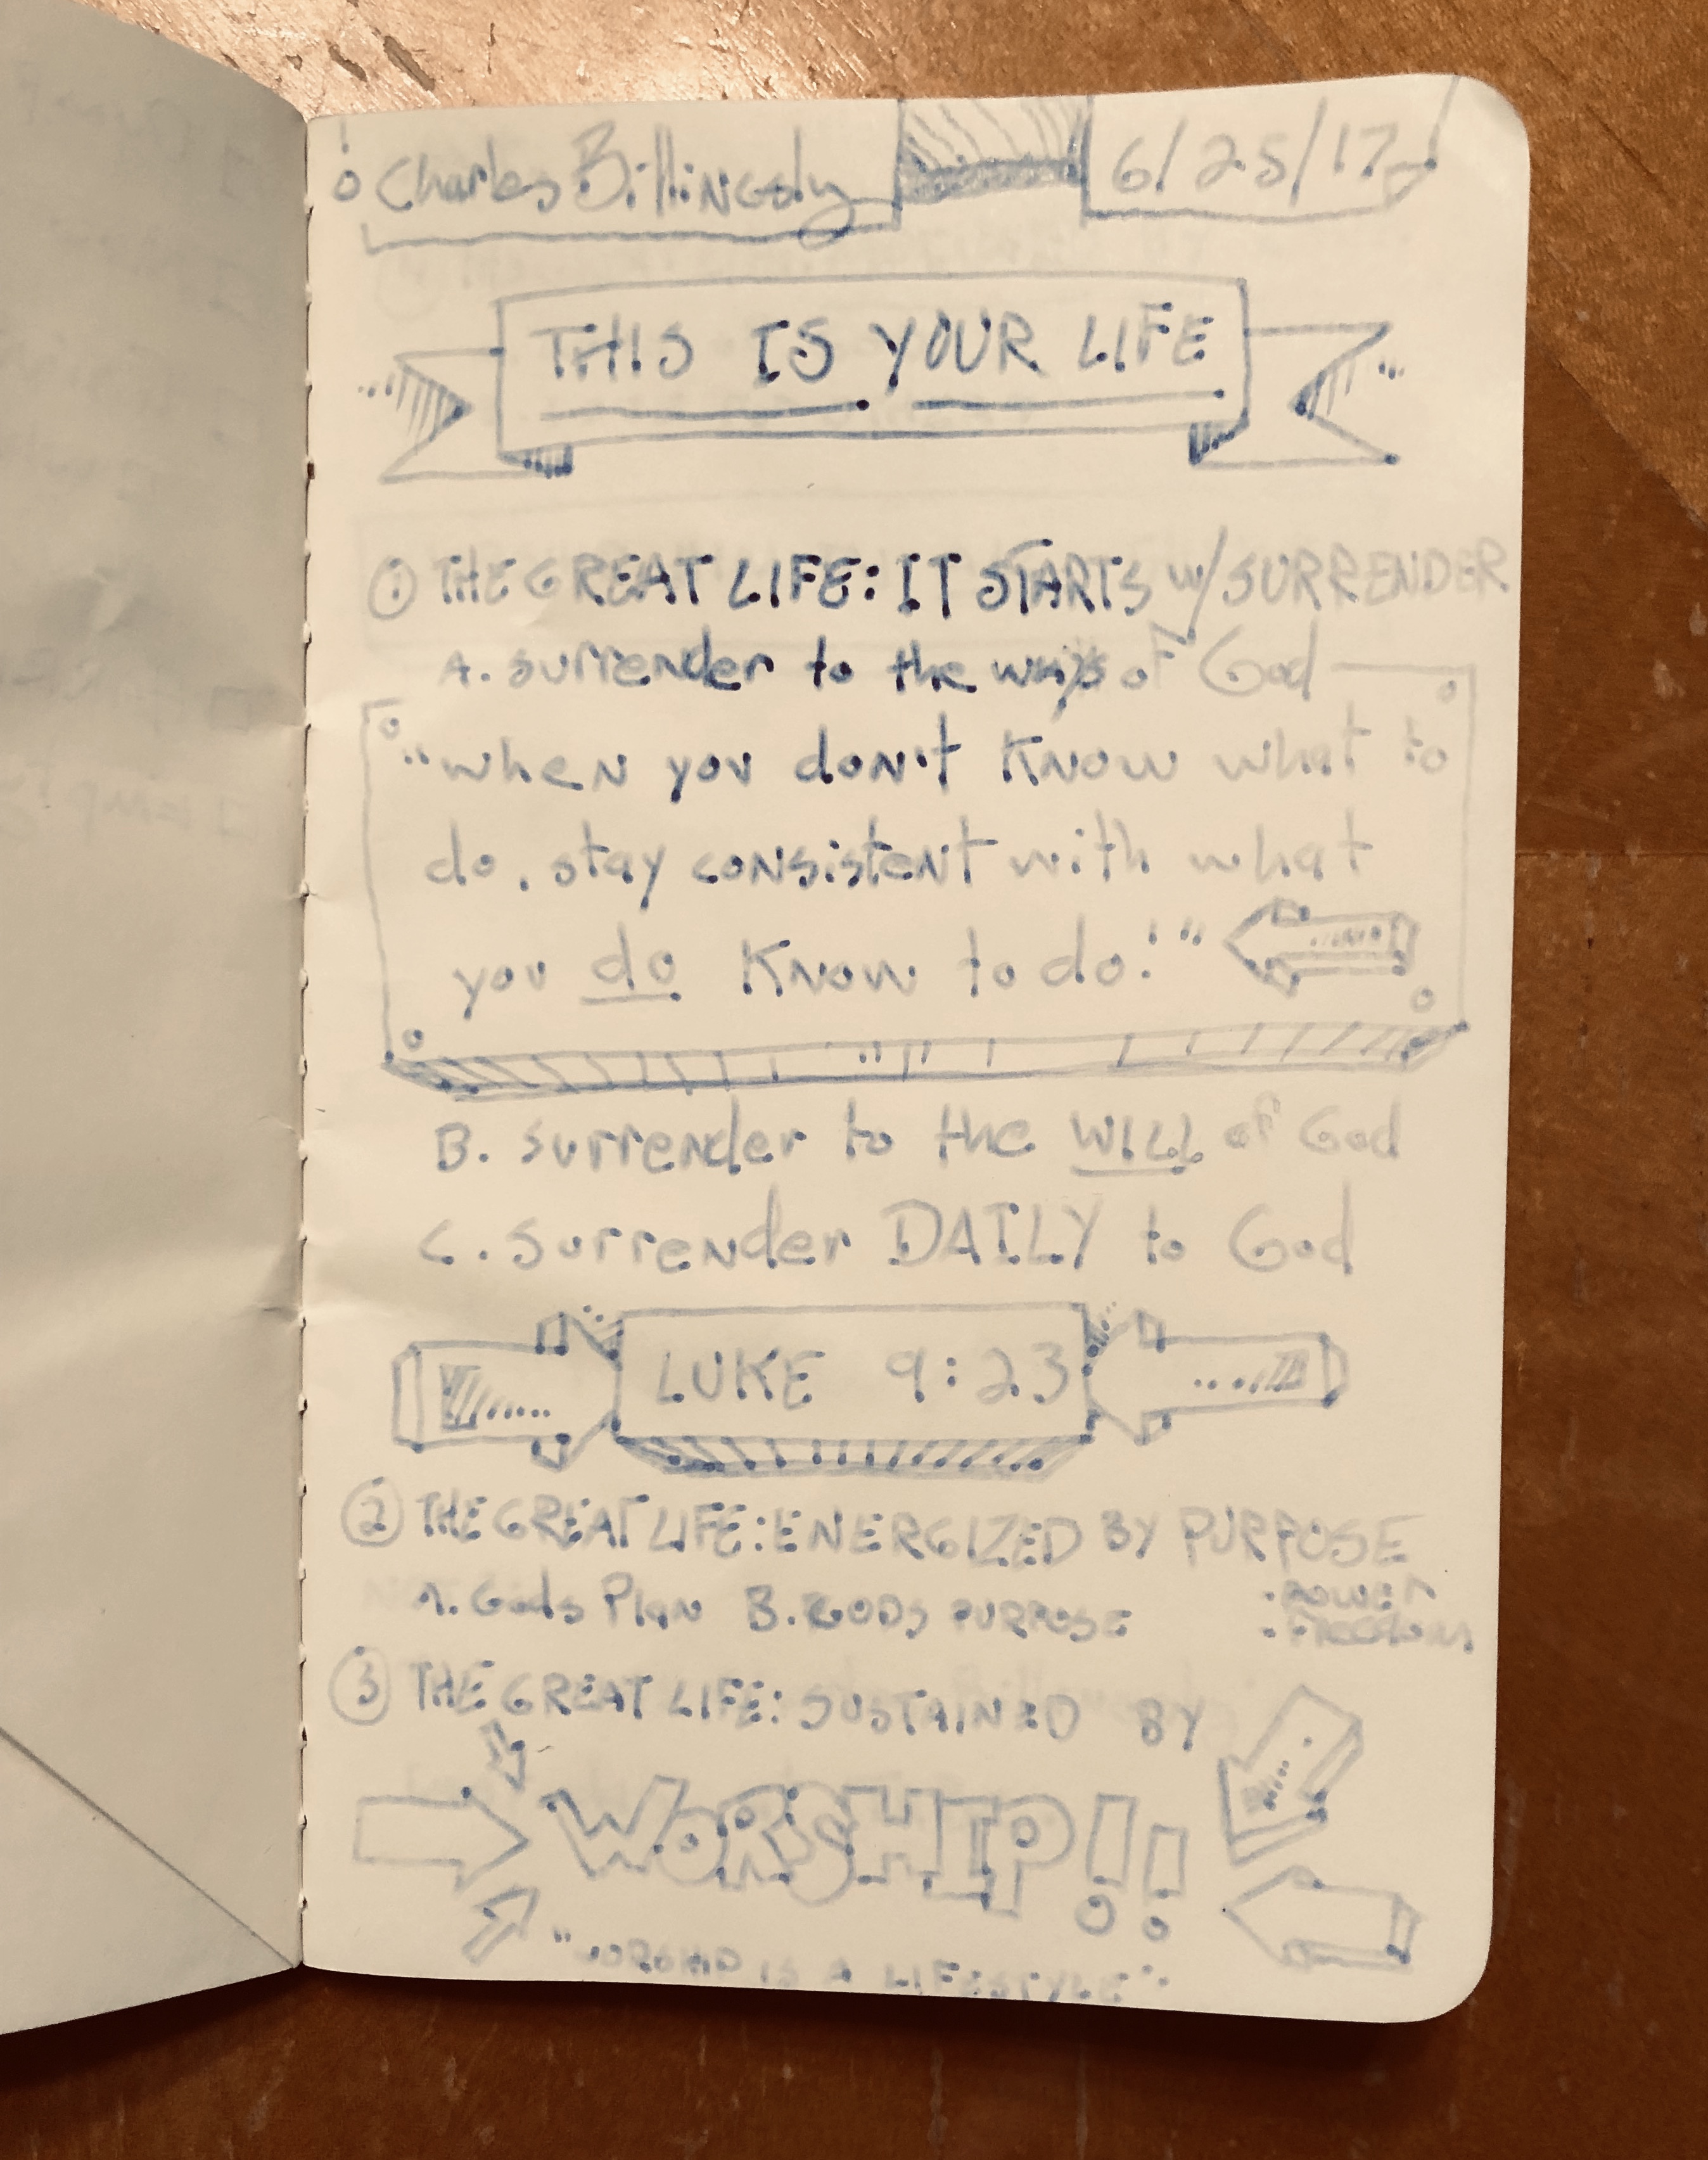 Charles Billingsly 6/25/17
THIS IS YOUR LIFE
① THE GREAT LIFE: IT STARTS w/ SURRENDER
A. surrender to the ways of God
"when you don't know what to
do, stay consistent with what
you do know to do!"
B. surrender to the WILL of God
C. surrender DAILY to God
LUKE 9:23
② THE GREAT LIFE: ENERGIZED BY PURPOSE
A. Gods Plan B. GODS PURPOSE
• POWER
• FREEDOM
③ THE GREAT LIFE: SUSTAINED BY
WORSHIP!!
"WORSHIP IS A LIFESTYLE"